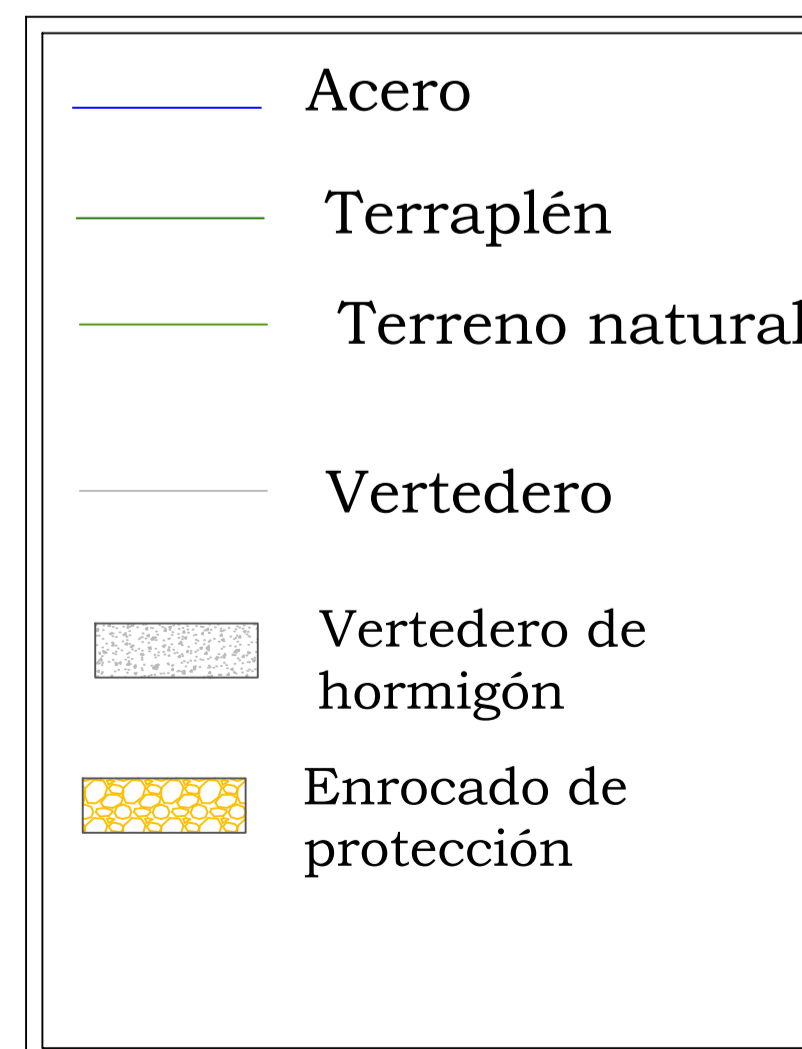 Acero
Terraplén
Terreno natural
Vertedero
Vertedero de
hormigón
Enrocado de
protección